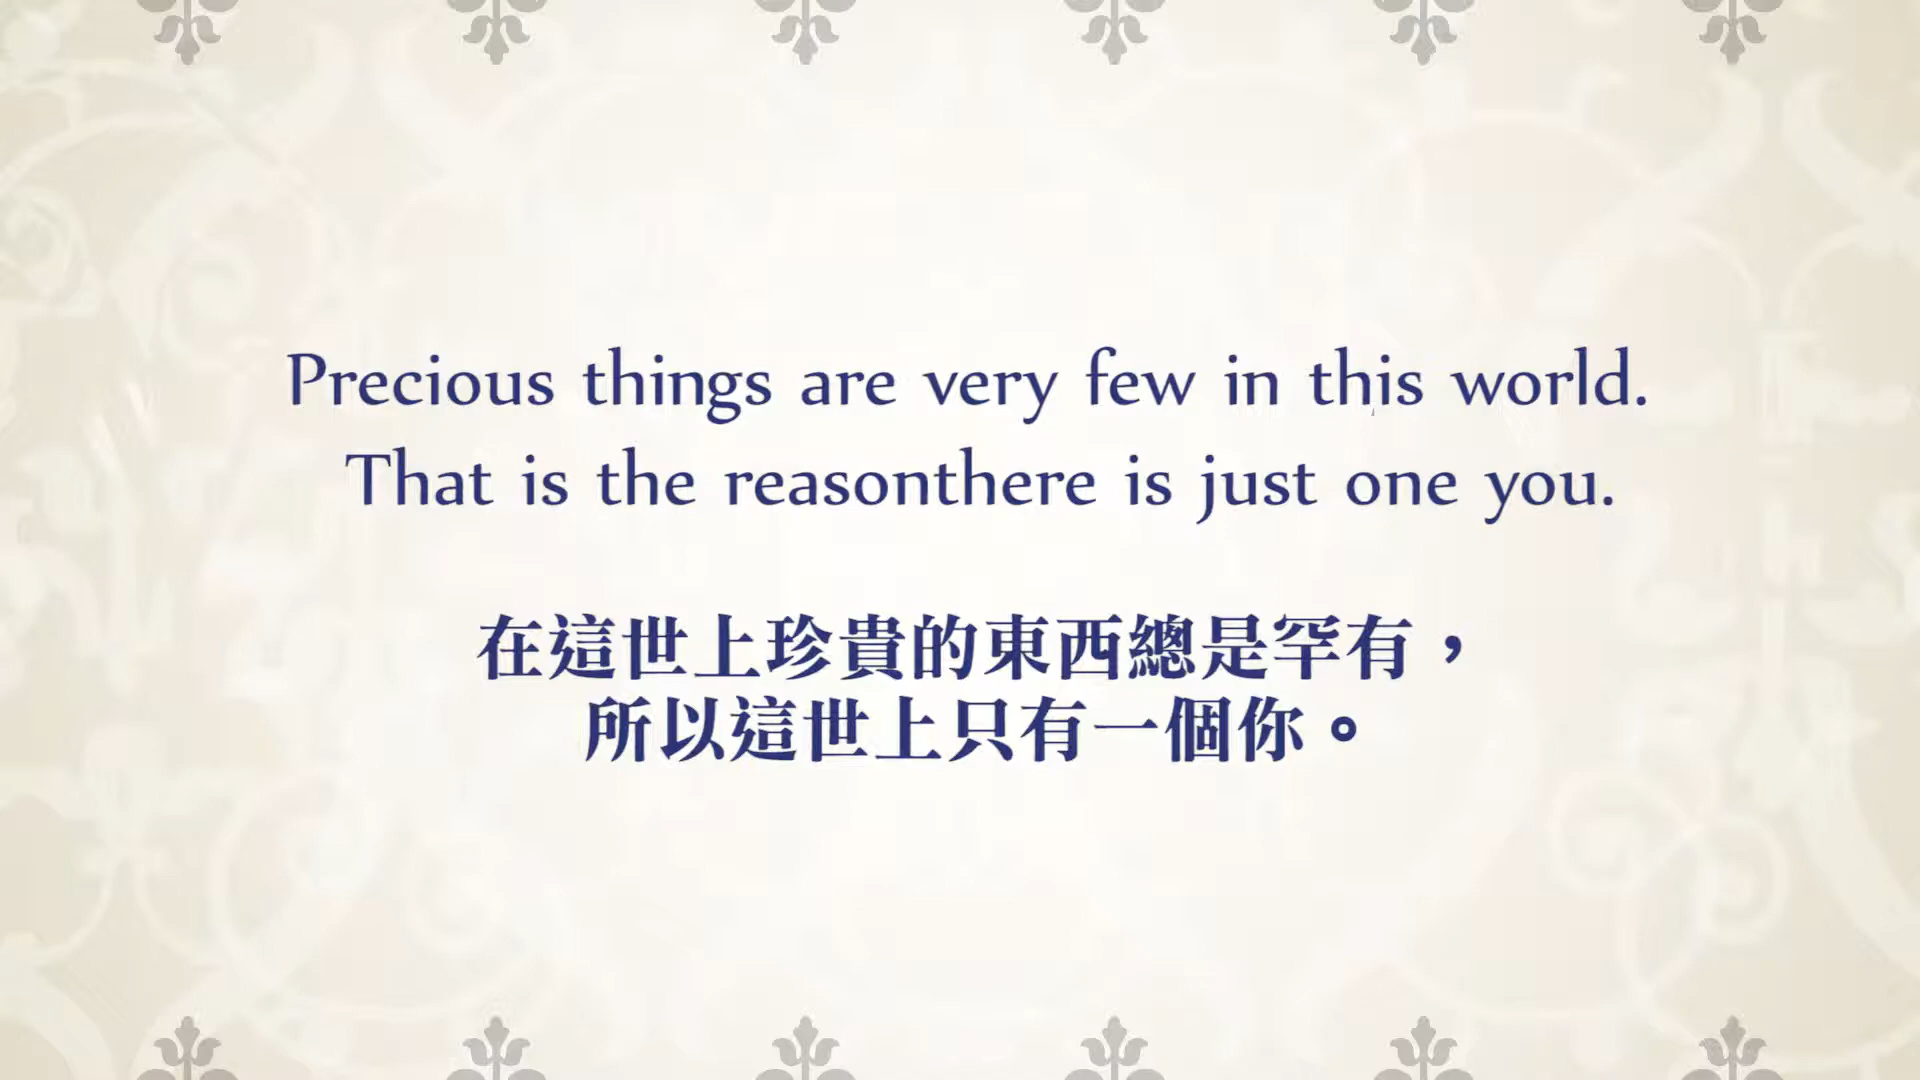 Precious things are very few in this world.
That is the reasonthere is just one you.
在這世上珍貴的東西總是罕有，
所以這世上只有一個你。